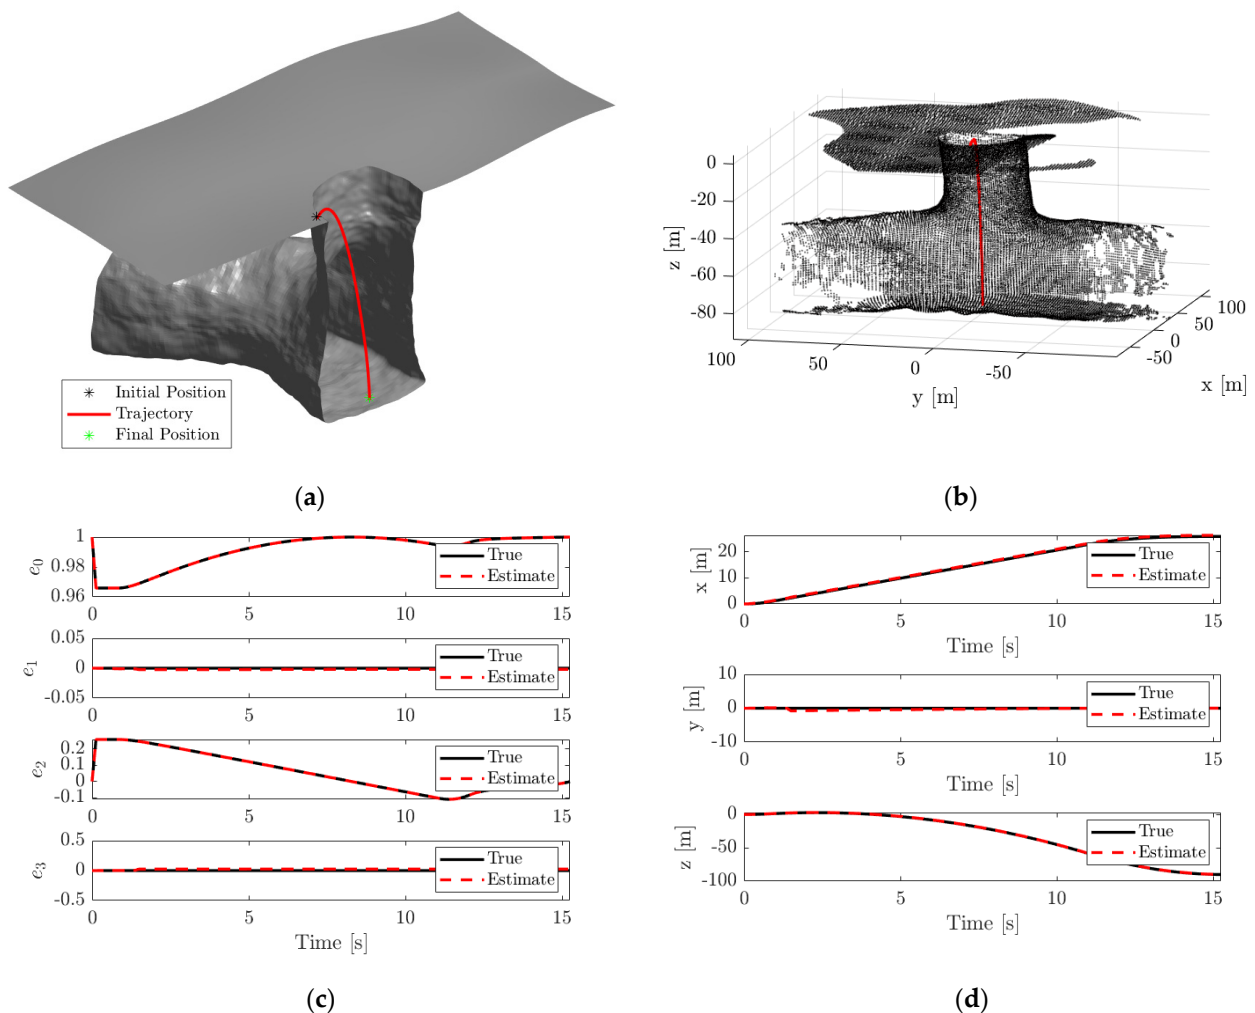 Initial Position
Trajectory
Final Position
(a)
0
-20
-40
-60
-80
z [m]
100
50
0
-50
y [m]
100
50
0
-50
x [m]
(b)
1
0.98
0.96
e0
True
Estimate
0 5 10 15
0.05
0
-0.05
e1
True
Estimate
0 5 10 15
0.2
0.1
0
-0.1
e2
True
Estimate
0 5 10 15
0.5
0
-0.5
e3
True
Estimate
0 5 10 15
Time [s]
(c)
20
10
0
x [m]
True
Estimate
0 5 10 15
Time [s]
10
0
-10
y [m]
True
Estimate
0 5 10 15
Time [s]
0
-50
-100
z [m]
True
Estimate
0 5 10 15
Time [s]
(d)